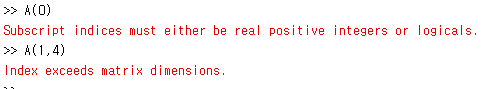 >> A(0)
Subscript indices must either be real positive integers or logicals.
>> A(1,4)
Index exceeds matrix dimensions.